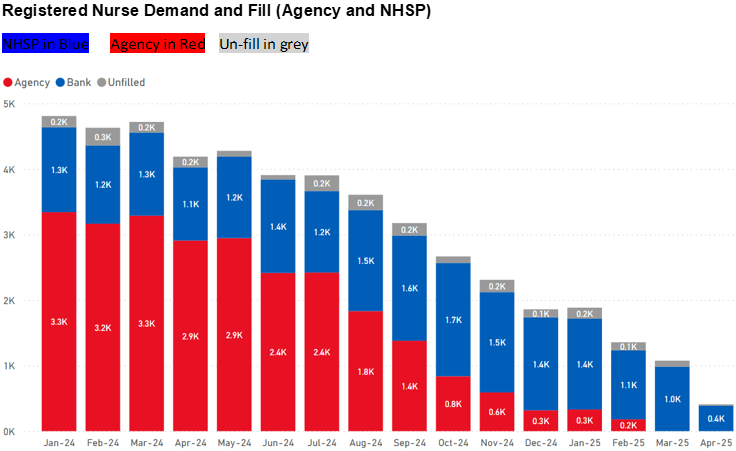 Registered Nurse Demand and Fill (Agency and NHSP)
NHSP in Blue Agency in Red Un-fill in grey
Agency Bank Unfilled
5K
4K
3K
2K
1K
0K
0.2K 0.3K 0.2K 0.2K 0.2K 0.2K 0.2K 0.2K 0.1K 0.2K 0.1K
1.3K 1.2K 1.3K 1.1K 1.2K 1.4K 1.2K 1.5K 1.6K 1.7K 1.5K 1.4K 1.4K 1.1K 1.0K 0.4K
3.3K 3.2K 3.3K 2.9K 2.9K 2.4K 2.4K 1.8K 1.4K 0.8K 0.6K 0.3K 0.3K 0.2K
Jan-24 Feb-24 Mar-24 Apr-24 May-24 Jun-24 Jul-24 Aug-24 Sep-24 Oct-24 Nov-24 Dec-24 Jan-25 Feb-25 Mar-25 Apr-25